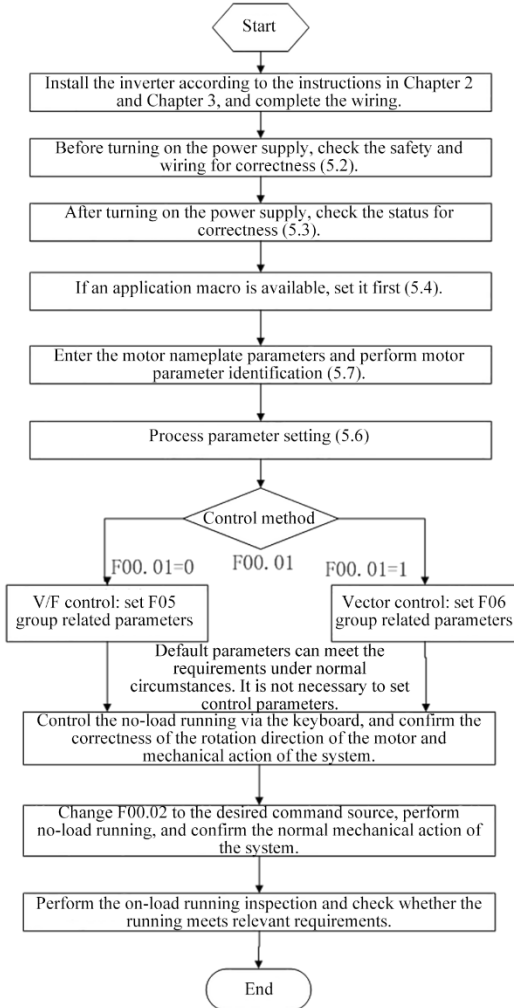 Start
Install the inverter according to the instructions in Chapter 2
and Chapter 3, and complete the wiring.
Before turning on the power supply, check the safety and
wiring for correctness (5.2).
After turning on the power supply, check the status for
correctness (5.3).
If an application macro is available, set it first (5.4).
Enter the motor nameplate parameters and perform motor
parameter identification (5.7).
Process parameter setting (5.6)
Control method
F00.01=0
F00.01
F00.01=1
V/F control: set F05
group related parameters
Vector control: set F06
group related parameters
Default parameters can meet the
requirements under normal
circumstances. It is not necessary to set
control parameters.
Control the no-load running via the keyboard, and confirm the
correctness of the rotation direction of the motor and
mechanical action of the system.
Change F00.02 to the desired command source, perform
no-load running, and confirm the normal mechanical action of
the system.
Perform the on-load running inspection and check whether the
running meets relevant requirements.
End